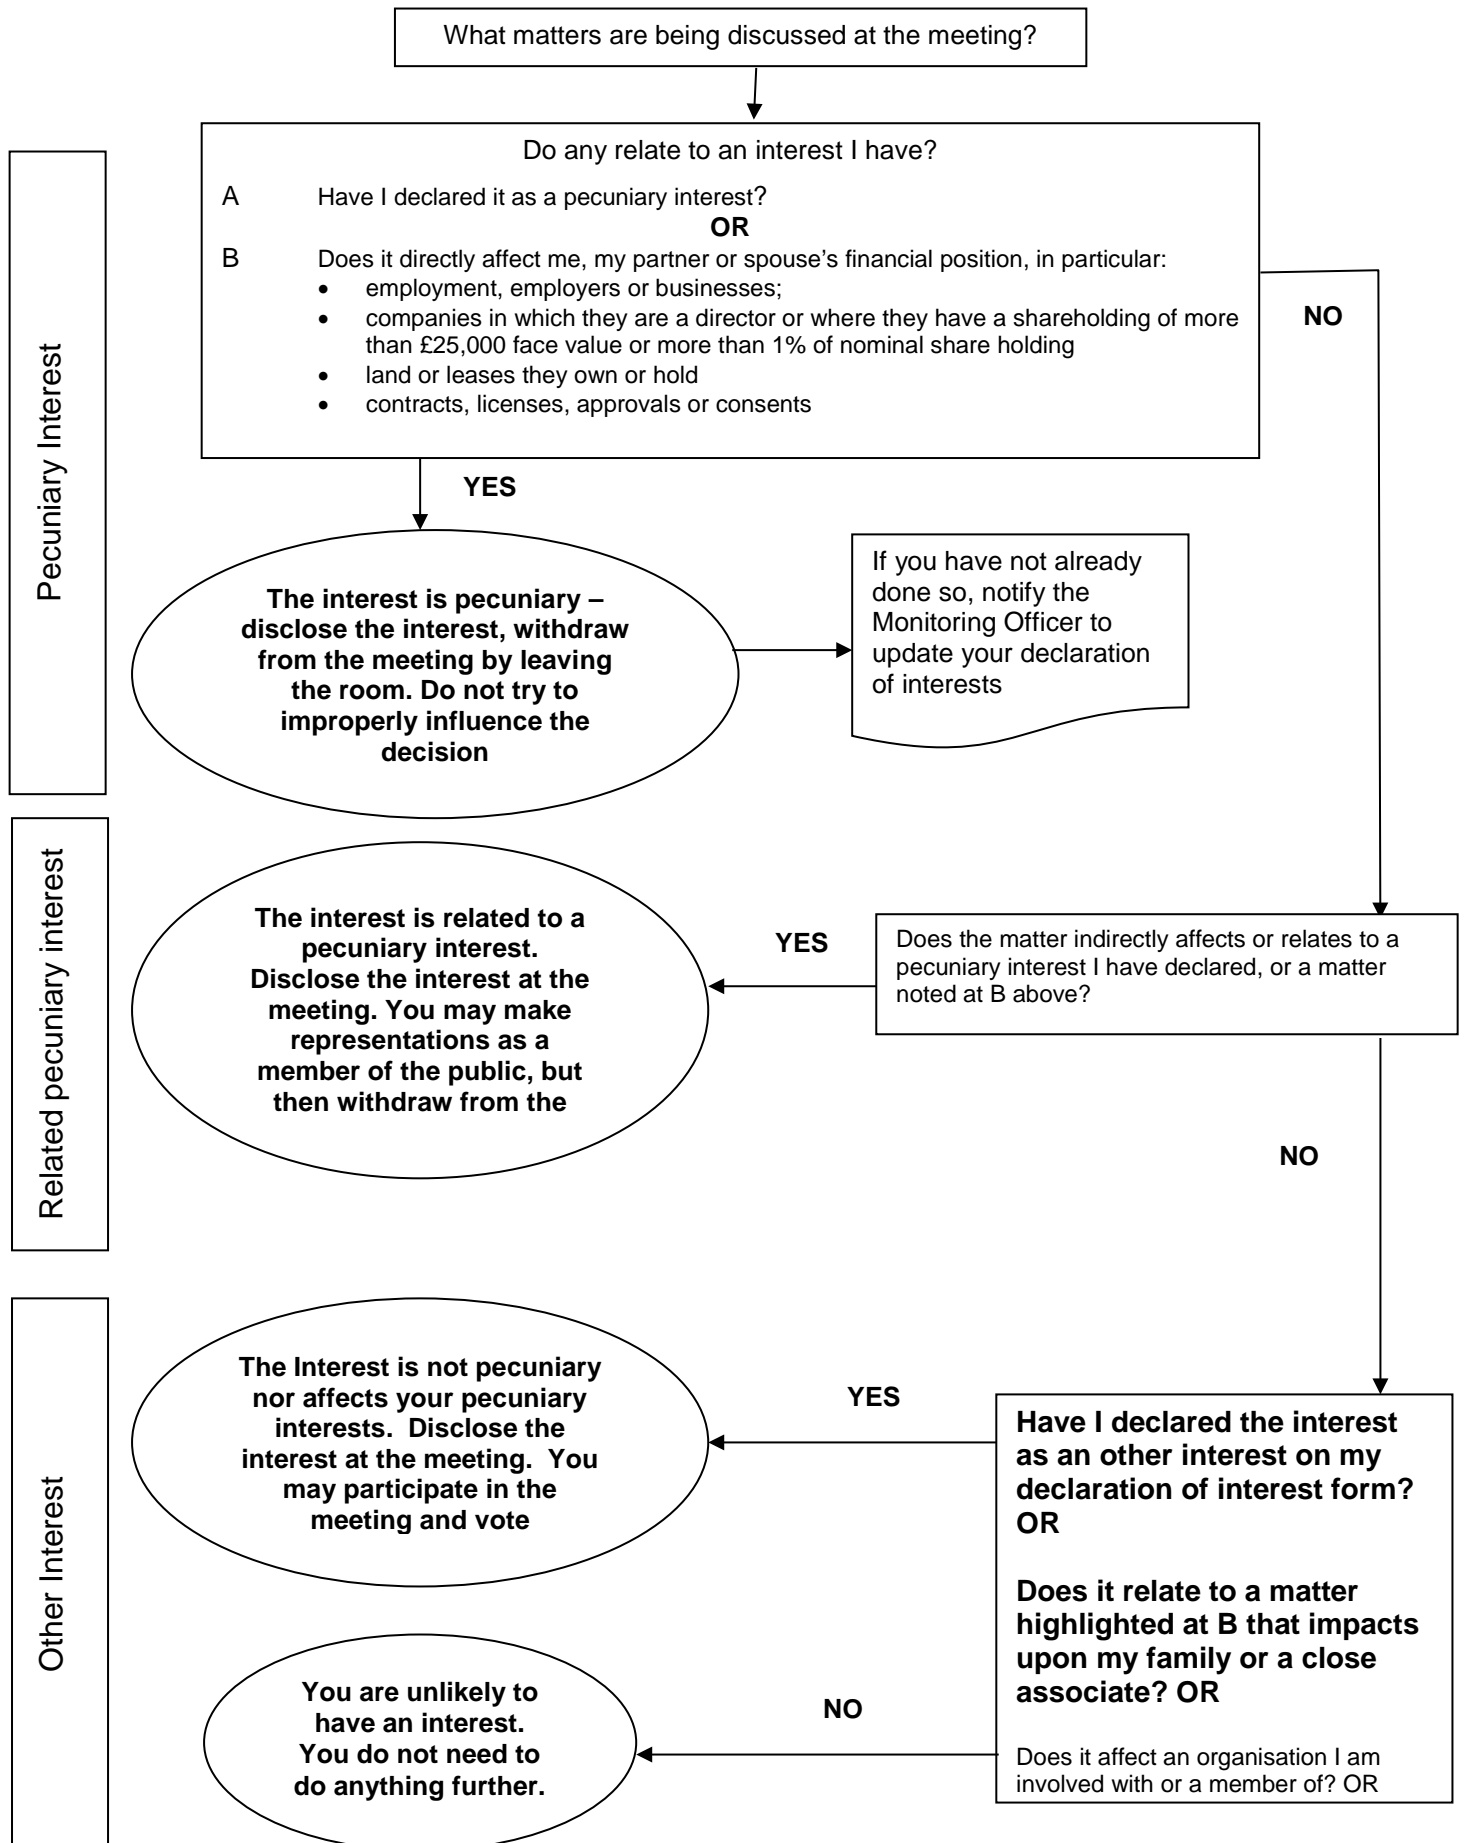 What matters are being discussed at the meeting?
Pecuniary Interest
Do any relate to an interest I have?
A Have I declared it as a pecuniary interest?
OR
B Does it directly affect me, my partner or spouse’s financial position, in particular:
• employment, employers or businesses;
• companies in which they are a director or where they have a shareholding of more
than £25,000 face value or more than 1% of nominal share holding
• land or leases they own or hold
• contracts, licenses, approvals or consents
NO
YES
The interest is pecuniary –
disclose the interest, withdraw
from the meeting by leaving
the room. Do not try to
improperly influence the
decision
If you have not already
done so, notify the
Monitoring Officer to
update your declaration
of interests
Related pecuniary interest
The interest is related to a
pecuniary interest.
Disclose the interest at the
meeting. You may make
representations as a
member of the public, but
then withdraw from the
YES
Does the matter indirectly affects or relates to a
pecuniary interest I have declared, or a matter
noted at B above?
NO
Other Interest
The Interest is not pecuniary
nor affects your pecuniary
interests. Disclose the
interest at the meeting. You
may participate in the
meeting and vote
YES
Have I declared the interest
as an other interest on my
declaration of interest form?
OR
Does it relate to a matter
highlighted at B that impacts
upon my family or a close
associate? OR
Does it affect an organisation I am
involved with or a member of? OR
NO
You are unlikely to
have an interest.
You do not need to
do anything further.